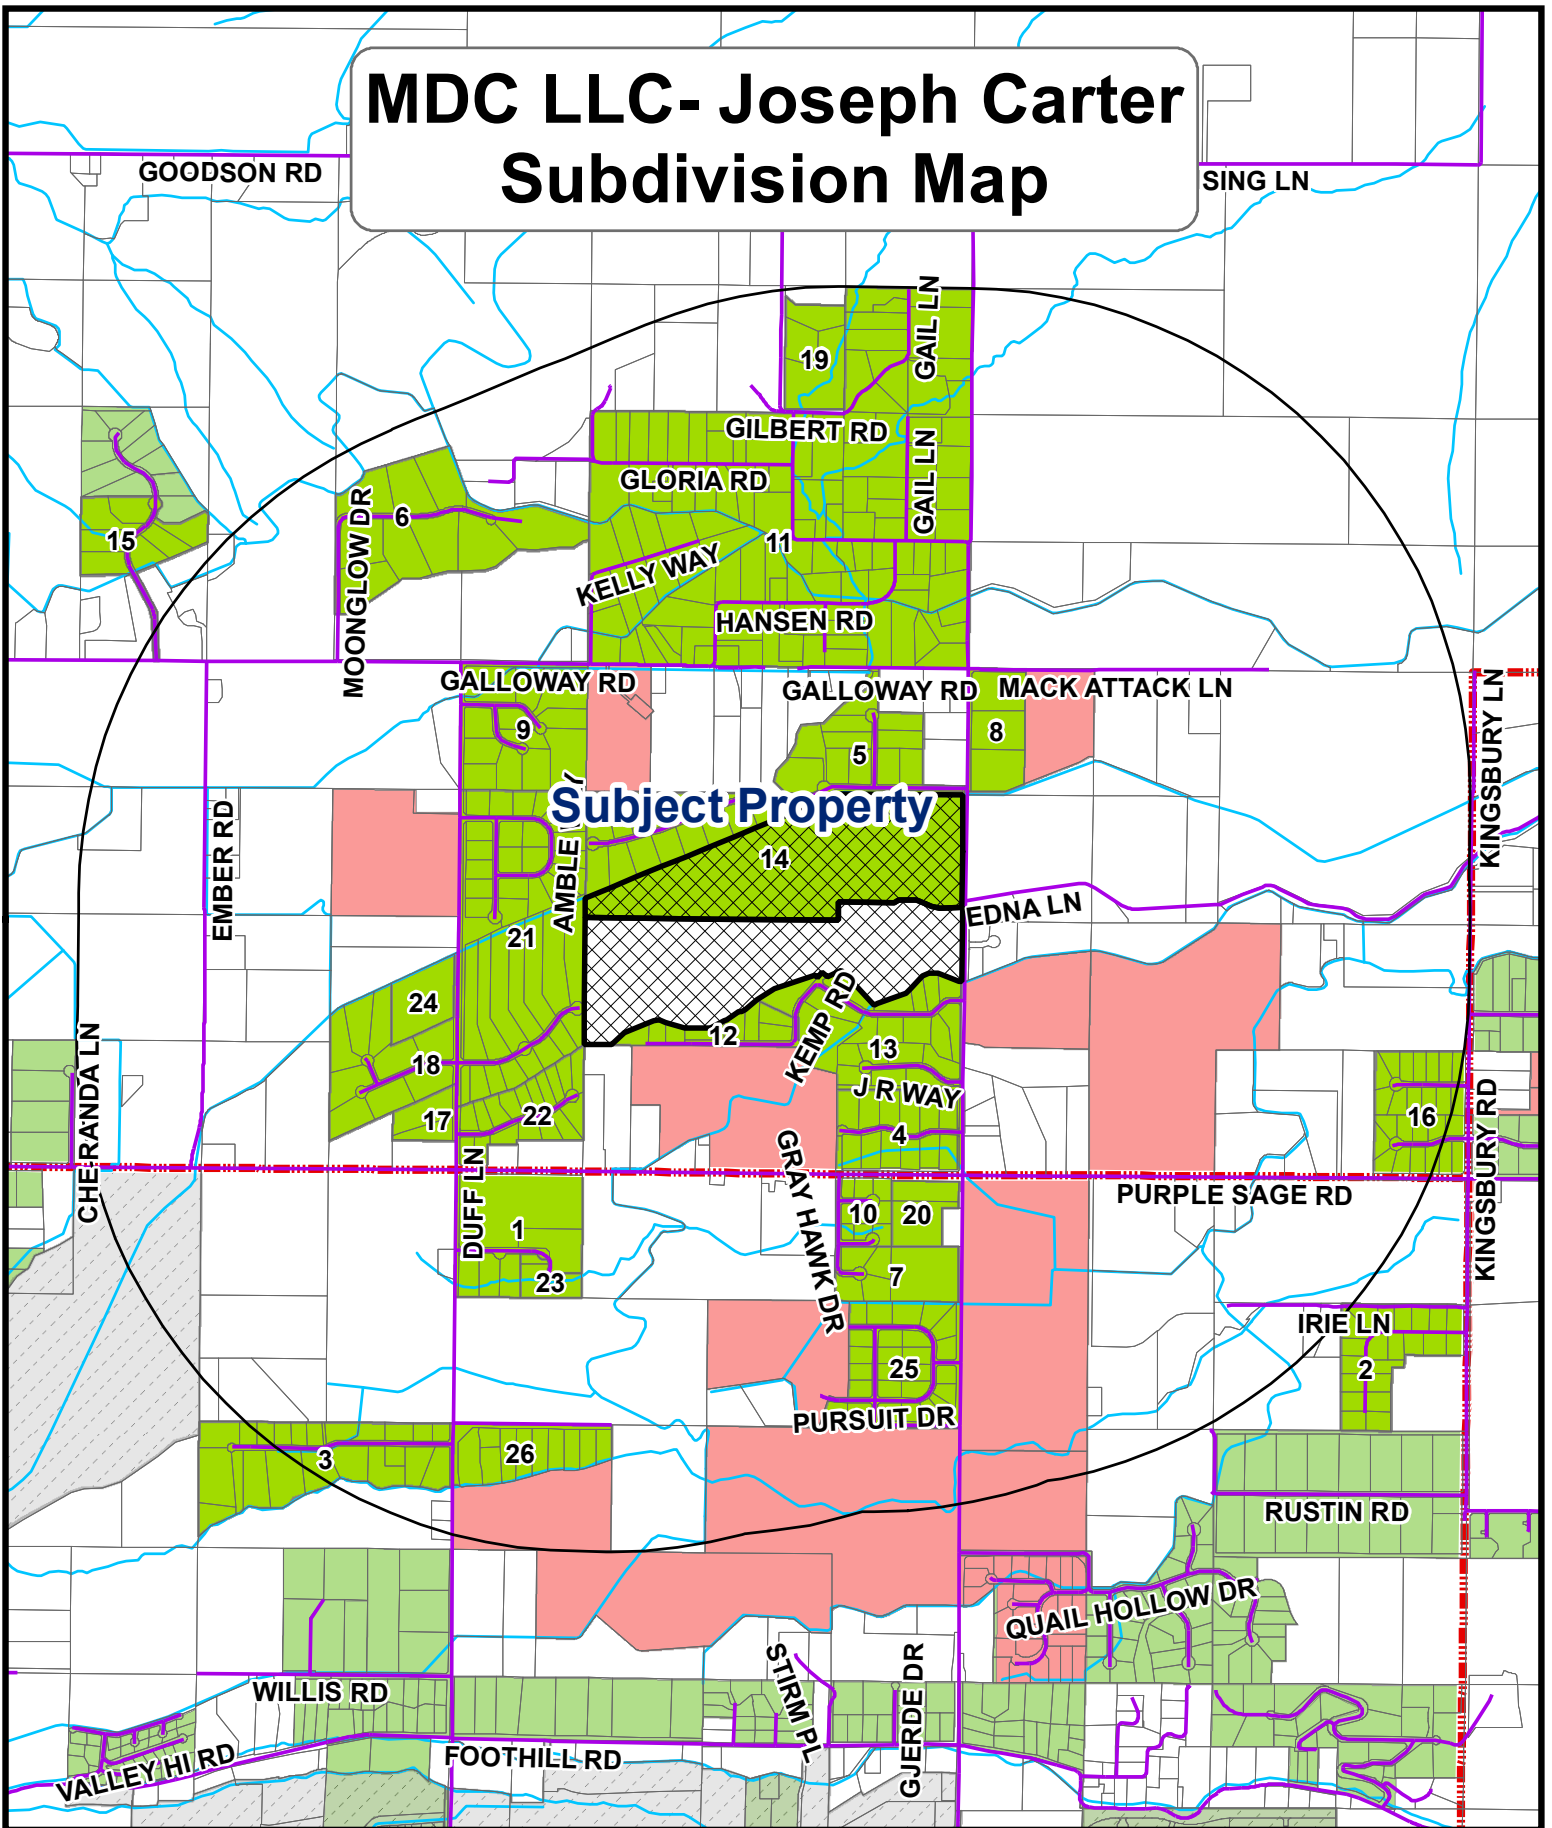 MDC LLC- Joseph Carter
Subdivision Map
GOODSON RD
SING LN
GAIL LN
19
GILBERT RD
GAIL LN
GLORIA RD
MOONGLOW DR
6
15
11
KELLY WAY
HANSEN RD
GALLOWAY RD
GALLOWAY RD
MACK ATTACK LN
KINGSBURY LN
9
5
8
Subject Property
EMBER RD
AMBLE
14
EDNA LN
21
24
12
KEMP RD
13
CHERANDA LN
18
J R WAY
17
22
4
16
KINGSBURY RD
GRAY HAWK DR
DUFF LN
PURPLE SAGE RD
1
10
20
23
7
IRIE LN
25
2
PURSUIT DR
3
26
RUSTIN RD
QUAIL HOLLOW DR
WILLIS RD
STIRM PL
GJERDE DR
VALLEY HI RD
FOOTHILL RD